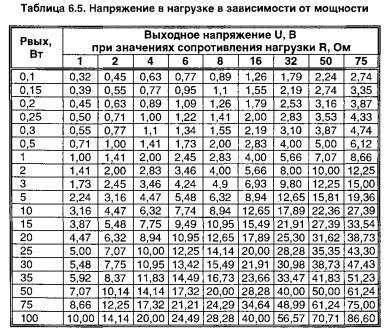 Таблица 6.5. Напряжение в нагрузке в зависимости от мощности
Рвых, Вт
Выходное напряжение U, В
при значениях сопротивления нагрузки R, Ом
1 2 4 6 8 16 32 50 75
0,1 0,32 0,45 0,63 0,77 0,89 1,26 1,79 2,24 2,74
0,15 0,39 0,55 0,77 0,95 1,1 1,55 2,19 2,74 3,35
0,2 0,45 0,63 0,89 1,09 1,26 1,79 2,53 3,16 3,87
0,25 0,50 0,71 1,00 1,22 1,41 2,00 2,83 3,53 4,33
0,3 0,55 0,77 1,1 1,34 1,55 2,19 3,10 3,87 4,74
0,5 0,71 1,00 1,41 1,73 2,00 2,83 4,00 5,00 6,12
1 1,00 1,41 2,00 2,45 2,83 4,00 5,66 7,07 8,66
2 1,41 2,00 2,83 3,46 4,00 5,66 8,00 10,00 12,25
3 1,73 2,45 3,46 4,24 4,9 6,93 9,80 12,25 15,00
5 2,24 3,16 4,47 5,48 6,32 8,94 12,65 15,81 19,36
10 3,16 4,47 6,32 7,74 8,94 12,65 17,89 22,36 27,39
15 3,87 5,48 7,75 9,49 10,95 15,49 21,91 27,39 33,54
20 4,47 6,32 8,94 10,95 12,65 17,89 25,30 31,62 38,73
25 5,00 7,07 10,00 12,25 14,14 20,00 28,28 35,35 43,30
30 5,48 7,75 10,95 13,42 15,49 21,91 30,98 38,73 47,43
35 5,92 8,37 11,83 14,49 16,73 23,66 33,47 41,83 51,23
50 7,07 10,14 14,14 17,32 20,00 28,28 40,00 50,00 61,24
75 8,66 12,25 17,32 21,21 24,29 34,64 48,99 61,24 75,00
100 10,00 14,14 20,00 24,49 28,28 40,00 56,57 70,71 86,60